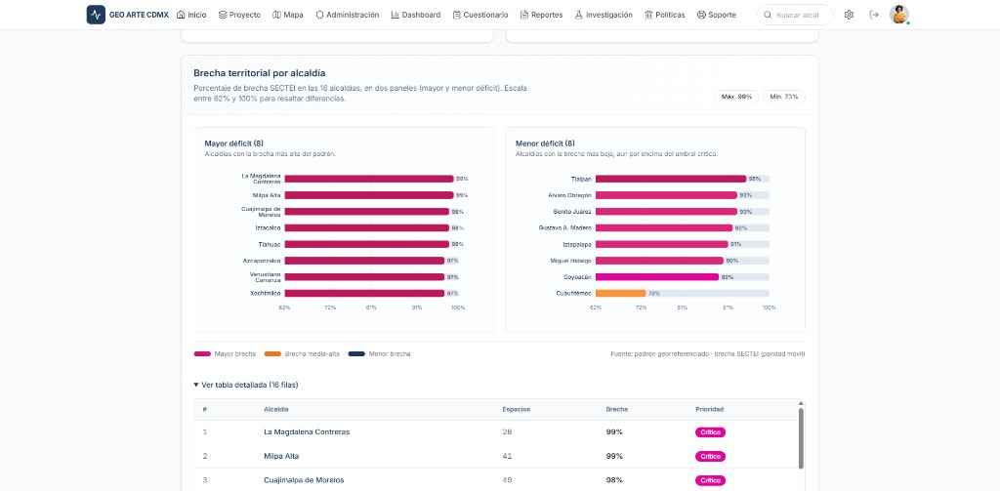 GEO ARTE CDMX Inicio Proyecto Mapa Administración Dashboard Cuestionario Reportes Investigación Políticas Soporte Buscar alcal
Brecha territorial por alcaldía
Porcentaje de brecha SECTEI en las 16 alcaldías, en dos paneles (mayor y menor déficit). Escala
entre 62% y 100% para resaltar diferencias.
Máx. 99% Mín. 73%
Mayor déficit (8)
Alcaldías con la brecha más alta del padrón.
La Magdalena
Contreras 99%
Milpa Alta 99%
Cuajimalpa de
Morelos 98%
Iztacalco 98%
Tláhuac 98%
Azcapotzalco 97%
Venustiano
Carranza 97%
Xochimilco 97%
62% 72% 81% 91% 100%
Menor déficit (8)
Alcaldías con la brecha más baja, aun por encima del umbral crítico.
Tlalpan 95%
Álvaro Obregón 93%
Benito Juárez 93%
Gustavo A. Madero 92%
Iztapalapa 91%
Miguel Hidalgo 90%
Coyoacán 89%
Cuauhtémoc 73%
62% 72% 81% 91% 100%
Mayor brecha Brecha media-alta Menor brecha
Fuente: padrón georreferenciado · brecha SECTEI (paridad móvil)
▼ Ver tabla detallada (16 filas)
# Alcaldía Espacios Brecha Prioridad
1 La Magdalena Contreras 28 99% Crítico
2 Milpa Alta 41 99% Crítico
3 Cuajimalpa de Morelos 49 98% Crítico